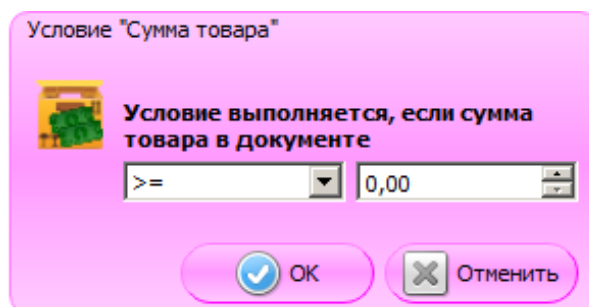 Условие "Сумма товара"
Условие выполняется, если сумма
товара в документе
>= 0,00
OK Отменить